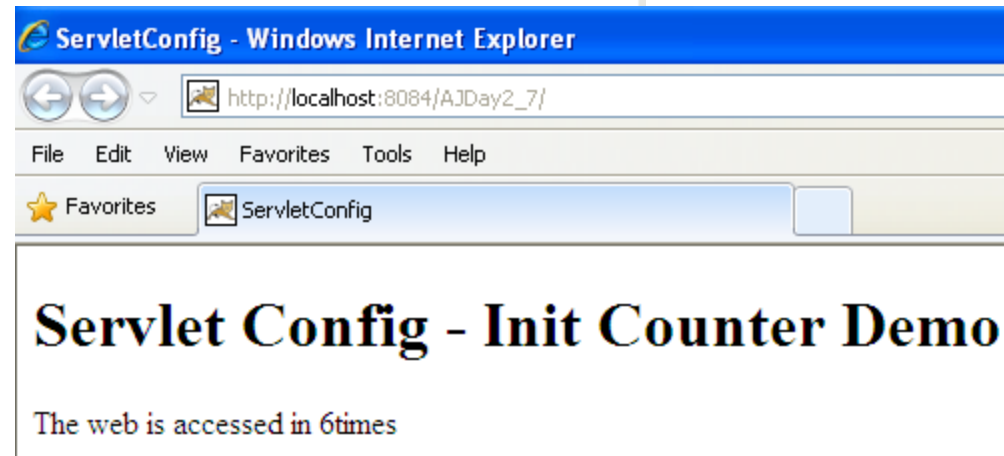 ServletConfig - Windows Internet Explorer
http://localhost:8084/AJDay2_7/
File Edit View Favorites Tools Help
Favorites ServletConfig
Servlet Config - Init Counter Demo
The web is accessed in 6times